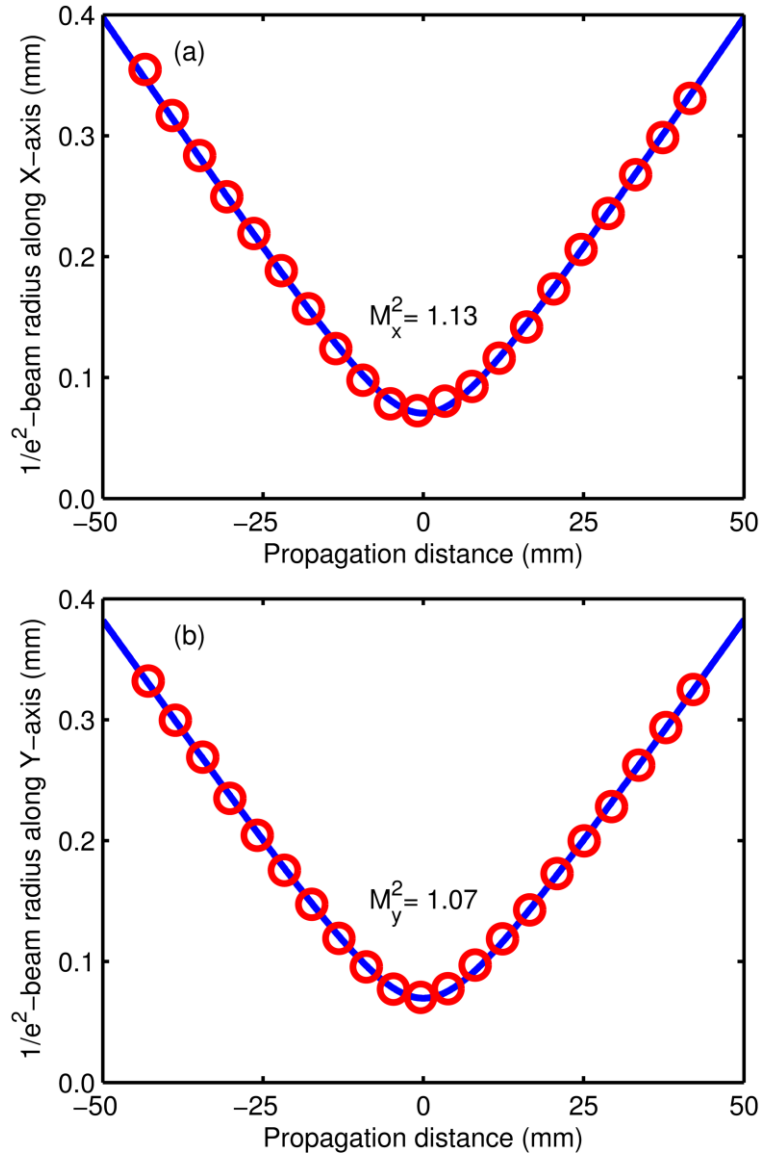 0.4
(a)
0.3
0.2
0.1
0.0
1/e²-beam radius along X-axis (mm)
M²ₓ= 1.13
−50 −25 0 25 50
Propagation distance (mm)
0.4
(b)
0.3
0.2
0.1
0.0
1/e²-beam radius along Y-axis (mm)
M²_y= 1.07
−50 −25 0 25 50
Propagation distance (mm)